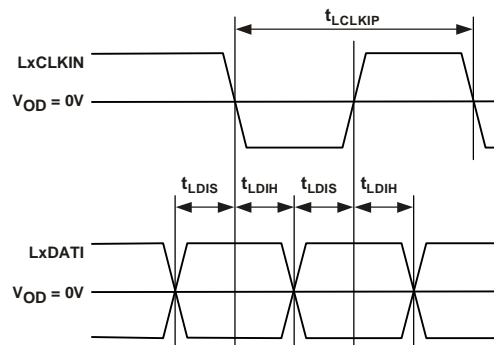 tLCLKIP
LxCLKIN
VOD = 0V
tLDIS tLDIH tLDIS tLDIH
LxDATI
VOD = 0V